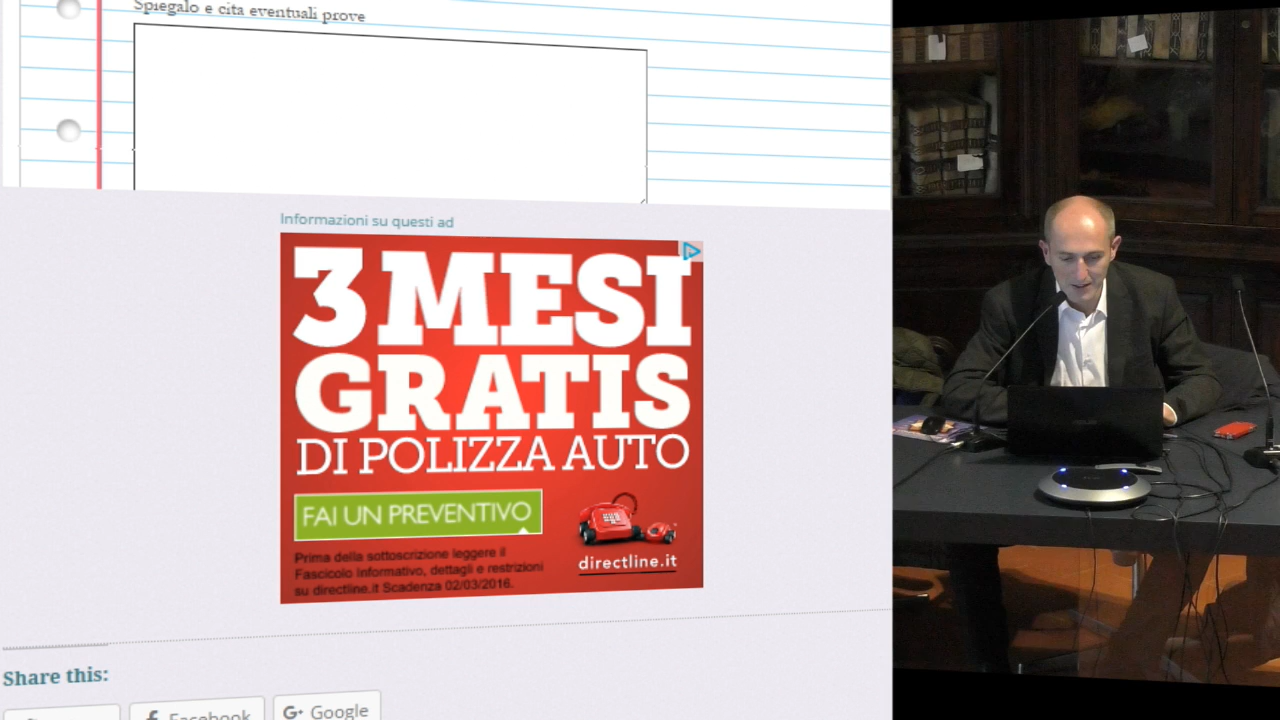 Spiegalo e cita eventuali prove
Informazioni su questi ad
3 MESI
GRATIS
DI POLIZZA AUTO
FAI UN PREVENTIVO
Prima della sottoscrizione leggere il
Fascicolo Informativo, dettagli e restrizioni
su directline.it Scadenza 02/03/2016.
directline.it
Share this:
Facebook
G+ Google